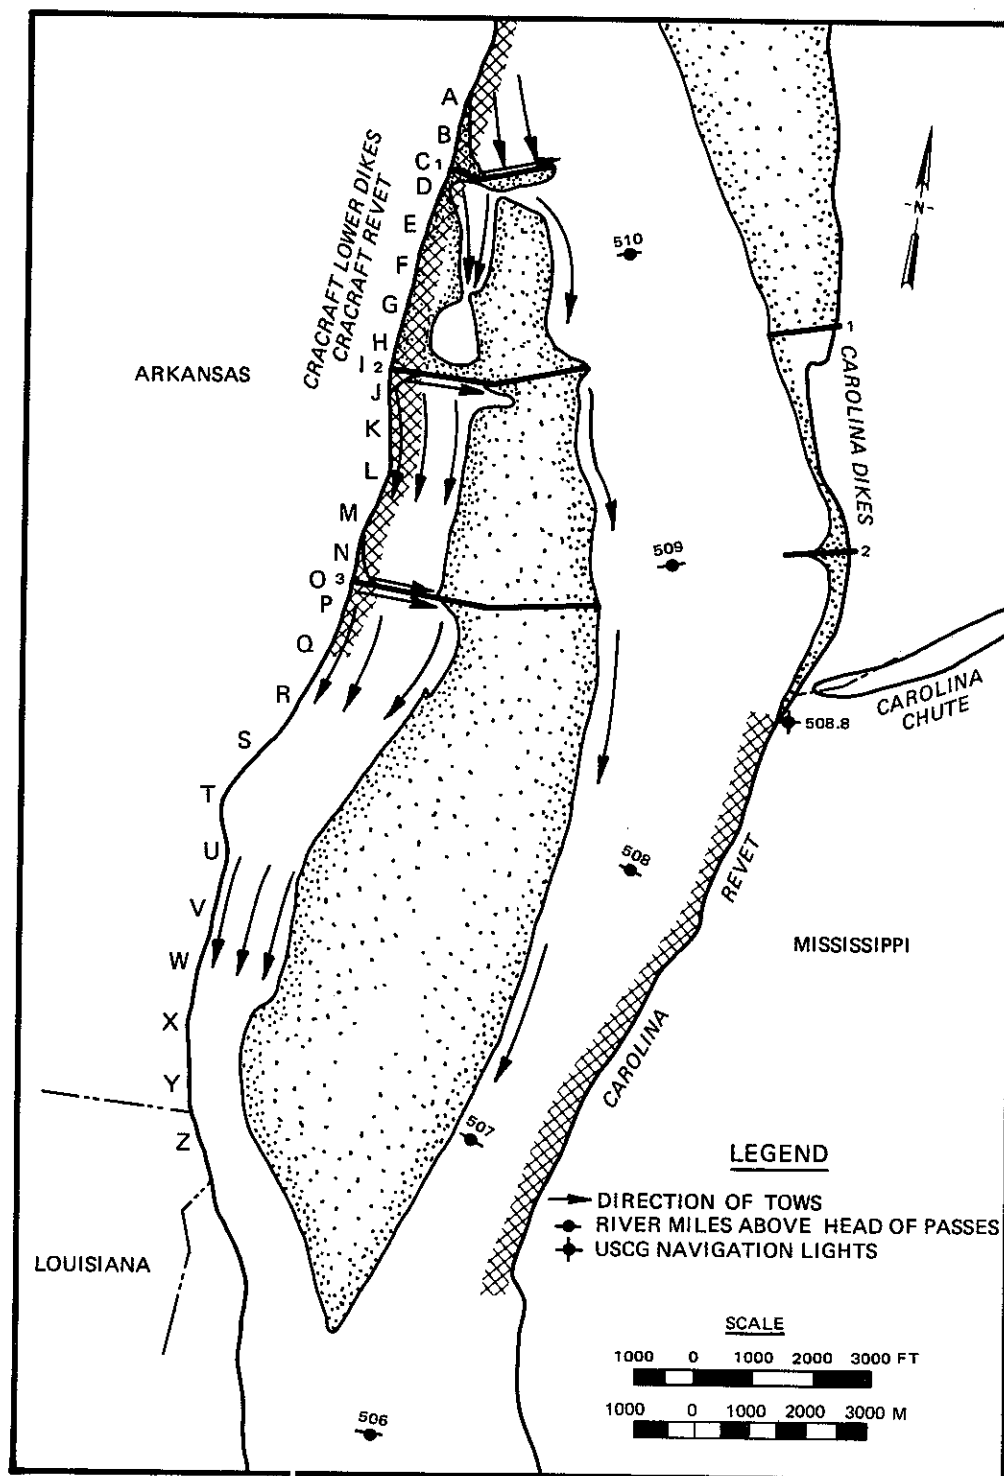 A
B
C 1
D
E
F
G
H
I 2
J
K
L
M
N
O 3
P
Q
R
S
T
U
V
W
X
Y
Z
CRACRAFT LOWER DIKES
CRACRAFT REVET
ARKANSAS
510
-N-
1
CAROLINA DIKES
509
2
CAROLINA
CHUTE
508.8
508
REVET
CAROLINA
MISSISSIPPI
507
LOUISIANA
506
LEGEND
DIRECTION OF TOWS
RIVER MILES ABOVE HEAD OF PASSES
USCG NAVIGATION LIGHTS
SCALE
1000 0 1000 2000 3000 FT
1000 0 1000 2000 3000 M